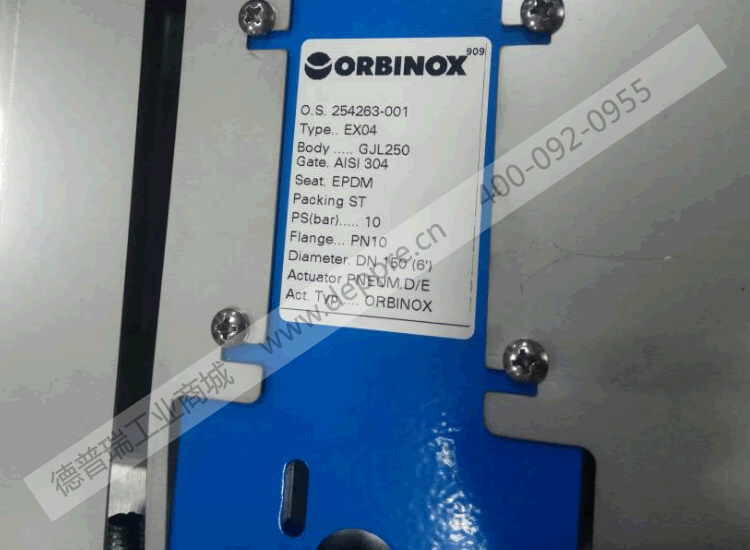 909
ORBINOX
O.S. 254263-001
Type.. EX04
Body ..... GJL250
Gate. AISI 304
Seat. EPDM
Packing ST
PS(bar)..... 10
Flange... PN10
Diameter. DN 150 (6')
Actuator PNEUM.D/E
Act. Typ.... ORBINOX
德普瑞工业商城 www.deppre.cn 400-092-0955